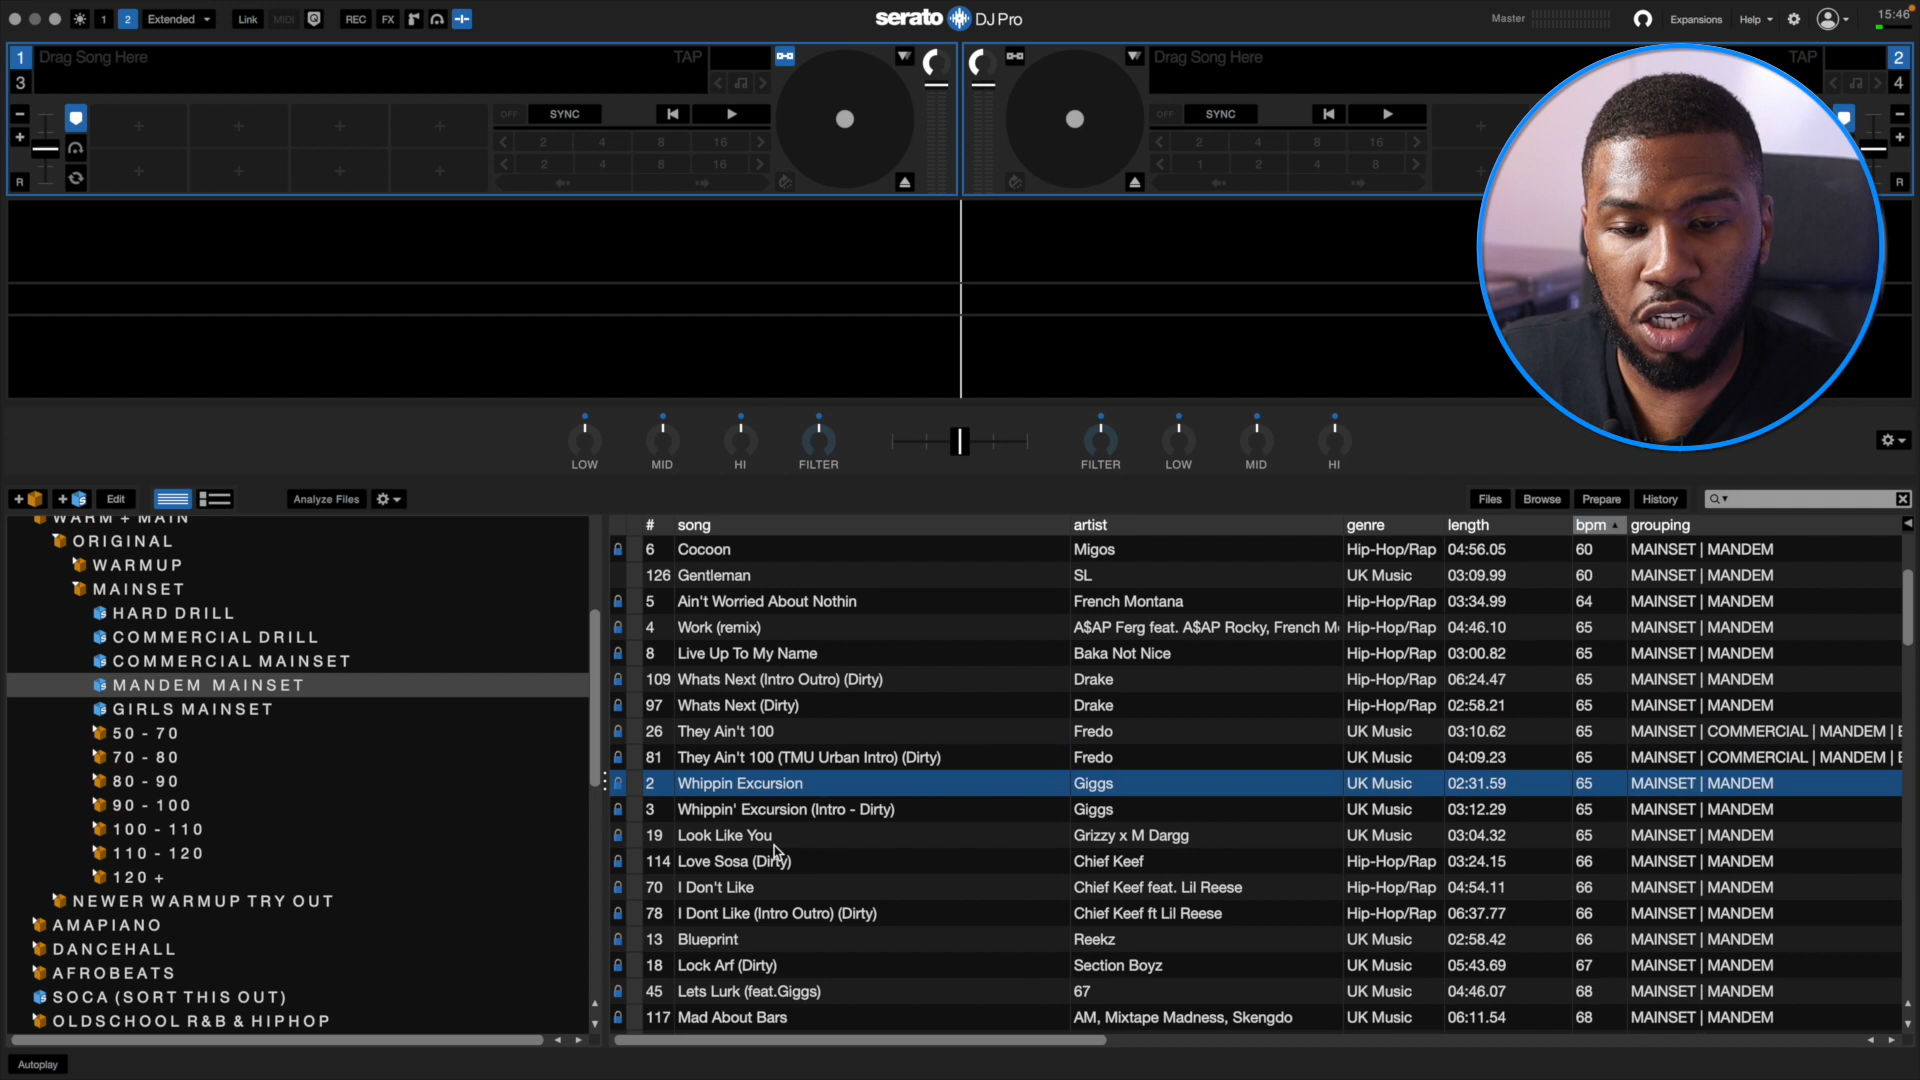 1 2 Extended Link MIDI REC FX serato DJ Pro Master Expansions Help 15:46
1 Drag Song Here TAP Drag Song Here TAP 2
3 4
OFF SYNC OFF SYNC
2 4 8 16 2 4 8 16
2 4 8 16 1 2 4 8
R R
LOW MID HI FILTER FILTER LOW MID HI
Edit Analyze Files Files Browse Prepare History
WARM + MAIN
ORIGINAL
WARMUP
MAINSET
HARD DRILL
COMMERCIAL DRILL
COMMERCIAL MAINSET
MANDEM MAINSET
GIRLS MAINSET
50 - 70
70 - 80
80 - 90
90 - 100
100 - 110
110 - 120
120 +
NEWER WARMUP TRY OUT
AMAPIANO
DANCEHALL
AFROBEATS
SOCA (SORT THIS OUT)
OLDSCHOOL R&B & HIPHOP
# song artist genre length bpm grouping
6 Cocoon Migos Hip-Hop/Rap 04:56.05 60 MAINSET | MANDEM
126 Gentleman SL UK Music 03:09.99 60 MAINSET | MANDEM
5 Ain't Worried About Nothin French Montana Hip-Hop/Rap 03:34.99 64 MAINSET | MANDEM
4 Work (remix) A$AP Ferg feat. A$AP Rocky, French Mo Hip-Hop/Rap 04:46.10 65 MAINSET | MANDEM
8 Live Up To My Name Baka Not Nice Hip-Hop/Rap 03:00.82 65 MAINSET | MANDEM
109 Whats Next (Intro Outro) (Dirty) Drake Hip-Hop/Rap 06:24.47 65 MAINSET | MANDEM
97 Whats Next (Dirty) Drake Hip-Hop/Rap 02:58.21 65 MAINSET | MANDEM
26 They Ain't 100 Fredo UK Music 03:10.62 65 MAINSET | COMMERCIAL | MANDEM |
81 They Ain't 100 (TMU Urban Intro) (Dirty) Fredo UK Music 04:09.23 65 MAINSET | COMMERCIAL | MANDEM |
2 Whippin Excursion Giggs UK Music 02:31.59 65 MAINSET | MANDEM
3 Whippin' Excursion (Intro - Dirty) Giggs UK Music 03:12.29 65 MAINSET | MANDEM
19 Look Like You Grizzy x M Dargg UK Music 03:04.32 65 MAINSET | MANDEM
114 Love Sosa (Dirty) Chief Keef Hip-Hop/Rap 03:24.15 66 MAINSET | MANDEM
70 I Don't Like Chief Keef feat. Lil Reese Hip-Hop/Rap 04:54.11 66 MAINSET | MANDEM
78 I Dont Like (Intro Outro) (Dirty) Chief Keef ft Lil Reese Hip-Hop/Rap 06:37.77 66 MAINSET | MANDEM
13 Blueprint Reekz UK Music 02:58.42 66 MAINSET | MANDEM
18 Lock Arf (Dirty) Section Boyz UK Music 05:43.69 67 MAINSET | MANDEM
45 Lets Lurk (feat.Giggs) 67 UK Music 04:46.07 68 MAINSET | MANDEM
117 Mad About Bars AM, Mixtape Madness, Skengdo UK Music 06:11.54 68 MAINSET | MANDEM
Autoplay